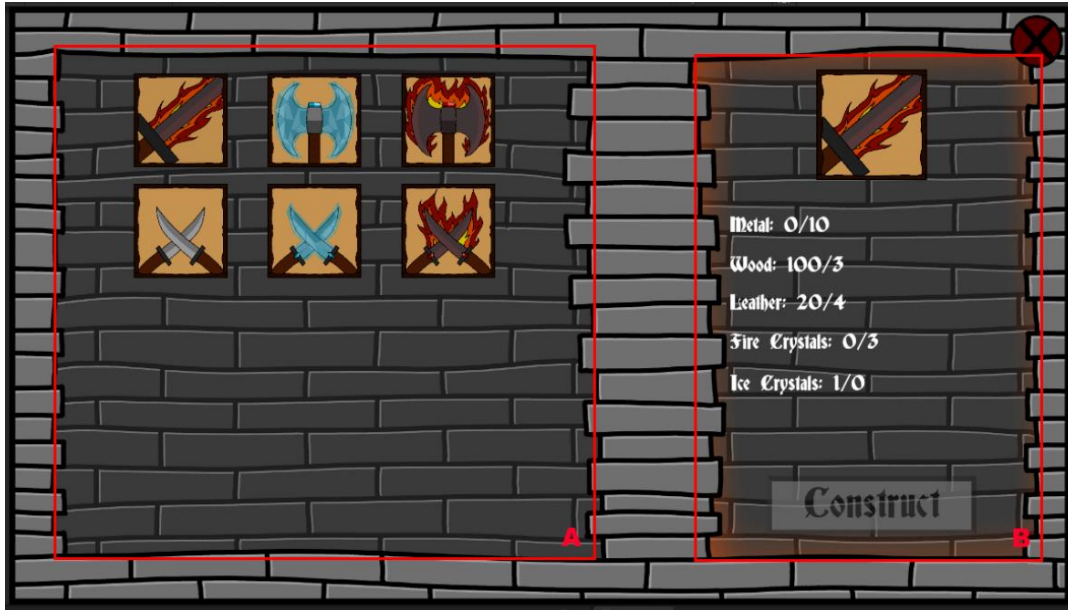 Metal: 0/10
Wood: 100/3
Leather: 20/4
Fire Crystals: 0/3
Ice Crystals: 1/0
Construct
A
B